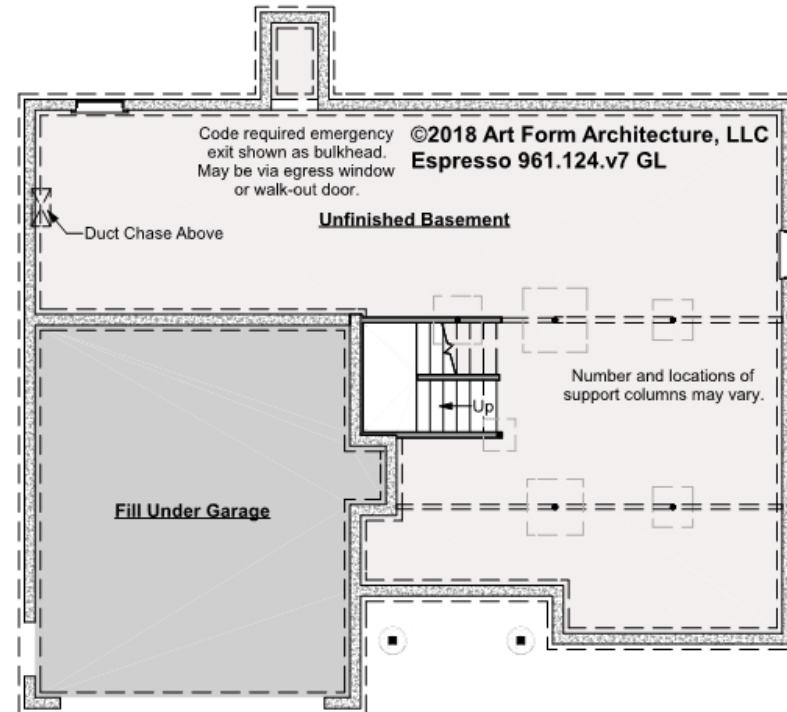 Code required emergency
exit shown as bulkhead.
May be via egress window
or walk-out door.
©2018 Art Form Architecture, LLC
Espresso 961.124.v7 GL
Unfinished Basement
Duct Chase Above
Number and locations of
support columns may vary.
Up
Fill Under Garage